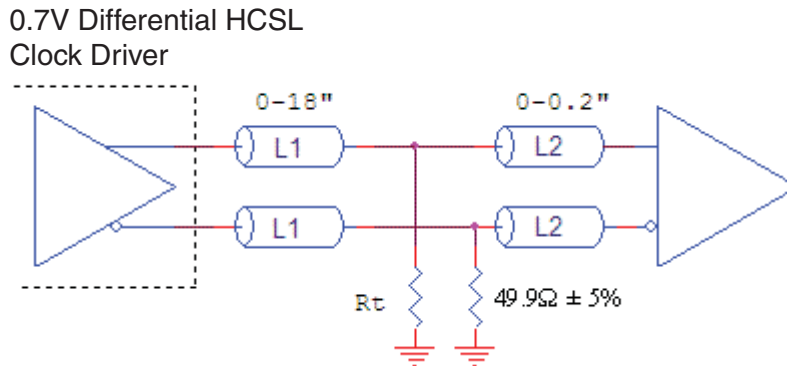 0.7V Differential HCSL
Clock Driver
0-18"
0-0.2"
L1
L2
L1
L2
Rt
49.9Ω ± 5%